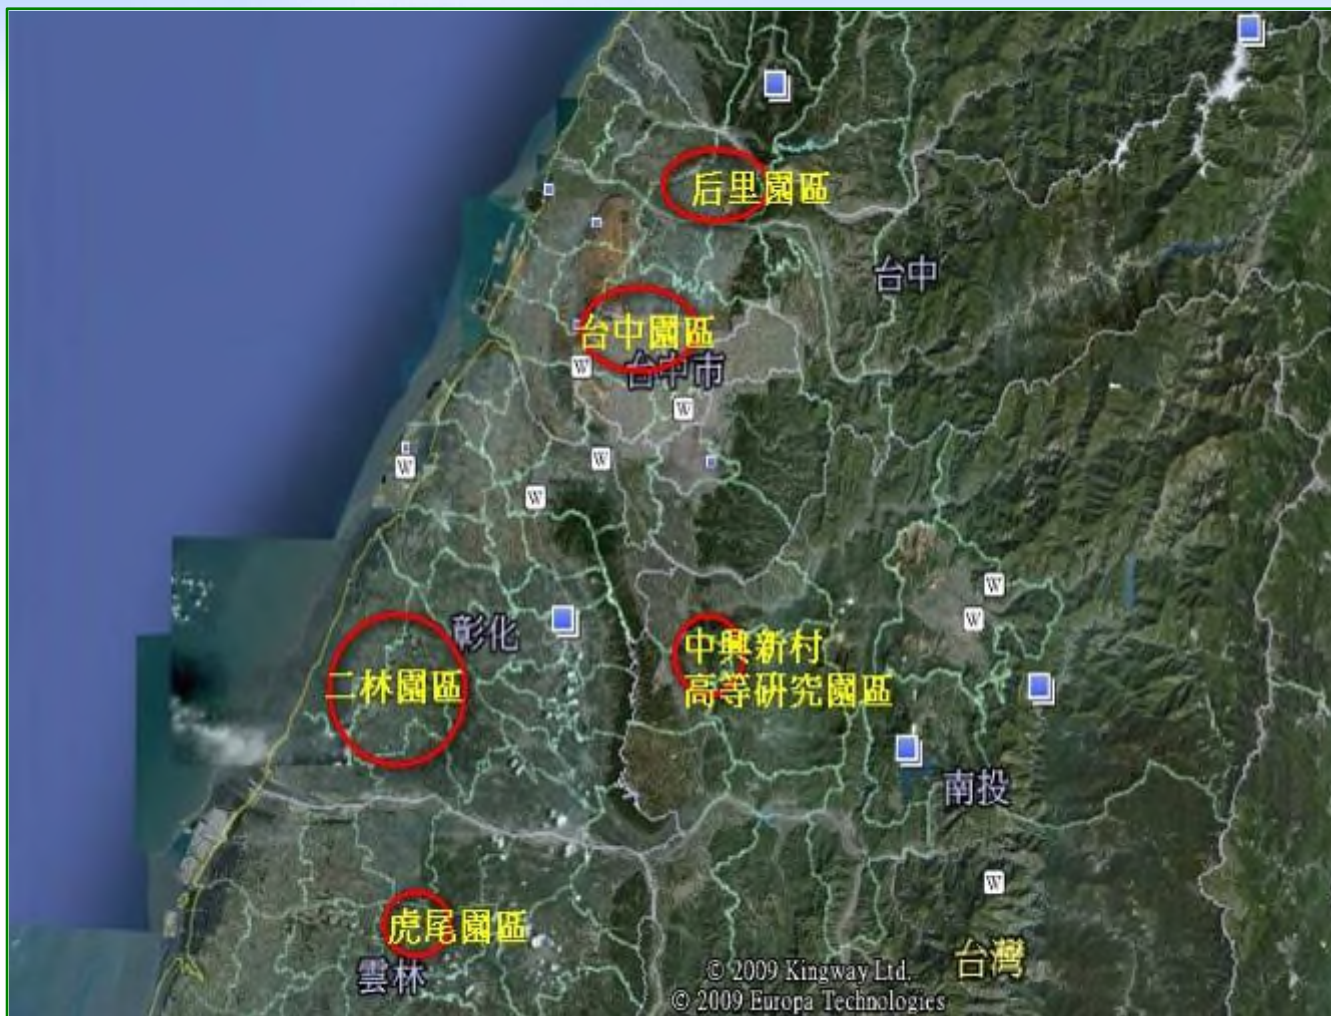 后里園區
台中
台中園區
台中市
W
W
W
W
W
彰化
二林園區
中興新村
高等研究園區
W
W
南投
W
虎尾園區
雲林
台灣
© 2009 Kingway Ltd.
© 2009 Europa Technologies